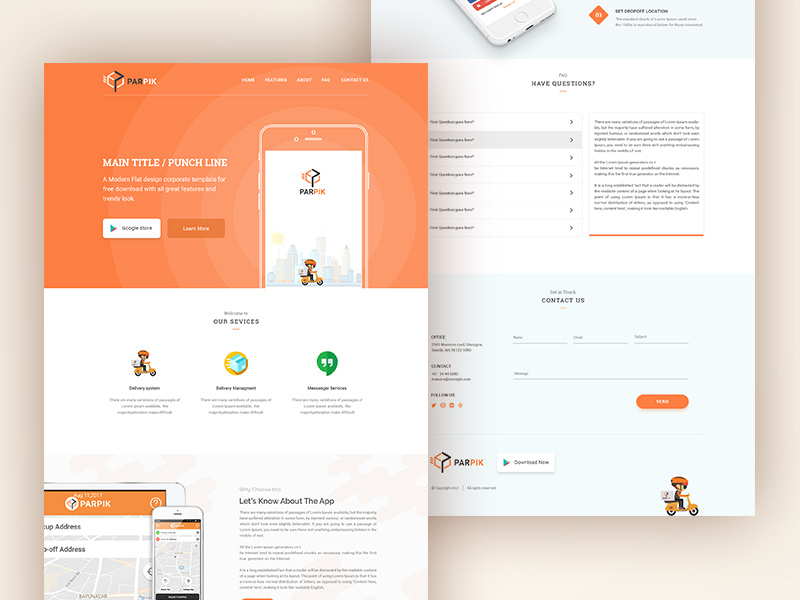 PARPIK
HOME FEATURES ABOUT FAQ CONTACT US
MAIN TITLE / PUNCH LINE
A Modern Flat design corporate template for
free download with all great features and
trendy look.
Google Store
Learn More
PARPIK
Welcome to
OUR SEVICES
Delivery system
There are many variations of passages of
Lorem Ipsum available, the
majorityalteration make difficult
Delivery Managment
There are many variations of passages of
Lorem Ipsum available, the
majorityalteration make difficult
Messenger Services
There are many variations of passages of
Lorem Ipsum available, the
majorityalteration make difficult
Aug 19,2017
PARPIK
kup Address
o-off Address
BAPUNAGAR
Why Choose this
Let's Know About The App
There are many variations of passages of Lorem Ipsum available, but the
majority have suffered alteration in some form, by injected humour, or randomised words which
don't look even slightly believable. If you are going to use a passage of
Lorem Ipsum, you need to be sure there isn't anything embarrassing hidden in the
middle of text.
All the Lorem Ipsum generators on t
he Internet tend to repeat predefined chunks as necessary, making this the first
true generator on the Internet.
It is a long established fact that a reader will be distracted by the readable content
of a page when looking at its layout. The point of using Lorem Ipsum is that it has
a more-or-less normal distribution of letters, as opposed to using 'Content here,
content here', making it look like readable English.
03
SET DROPOFF LOCATION
The standard chunk of Lorem Ipsum used since
the 1500s is reproduced below for those interested.
FAQ
HAVE QUESTIONS?
First Question goes here?
First Question goes here?
First Question goes here?
First Question goes here?
First Question goes here?
First Question goes here?
First Question goes here?
There are many variations of passages of Lorem Ipsum availa-
ble, but the majority have suffered alteration in some form, by
injected humour, or randomised words which don't look even
slightly believable. If you are going to use a passage of Lorem
Ipsum, you need to be sure there isn't anything embarrassing
hidden in the middle of text.
All the Lorem Ipsum generators on t
he Internet tend to repeat predefined chunks as necessary,
making this the first true generator on the Internet.
It is a long established fact that a reader will be distracted by
the readable content of a page when looking at its layout. The
point of using Lorem Ipsum is that it has a more-or-less
normal distribution of letters, as opposed to using 'Content
here, content here', making it look like readable English.
Get in Touch
CONTACT US
OFFICE
Seattle, WA 98122-1090
CONTACT
FOLLOW US
Name
Email
Subject
Message
SEND
PARPIK
Download Now
© Copyright 2017 | All rights reserved